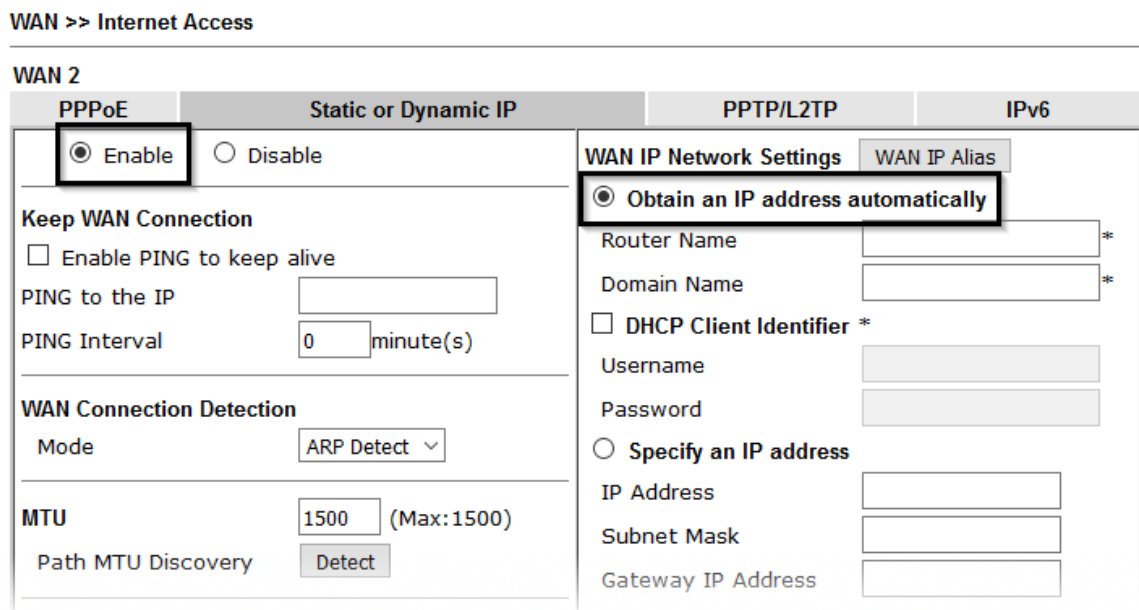 WAN >> Internet Access
WAN 2
PPPoE Static or Dynamic IP PPTP/L2TP IPv6
Enable Disable
Keep WAN Connection
Enable PING to keep alive
PING to the IP
PING Interval 0 minute(s)
WAN Connection Detection
Mode ARP Detect
MTU 1500 (Max:1500)
Path MTU Discovery Detect
WAN IP Network Settings WAN IP Alias
Obtain an IP address automatically
Router Name *
Domain Name *
DHCP Client Identifier *
Username
Password
Specify an IP address
IP Address
Subnet Mask
Gateway IP Address